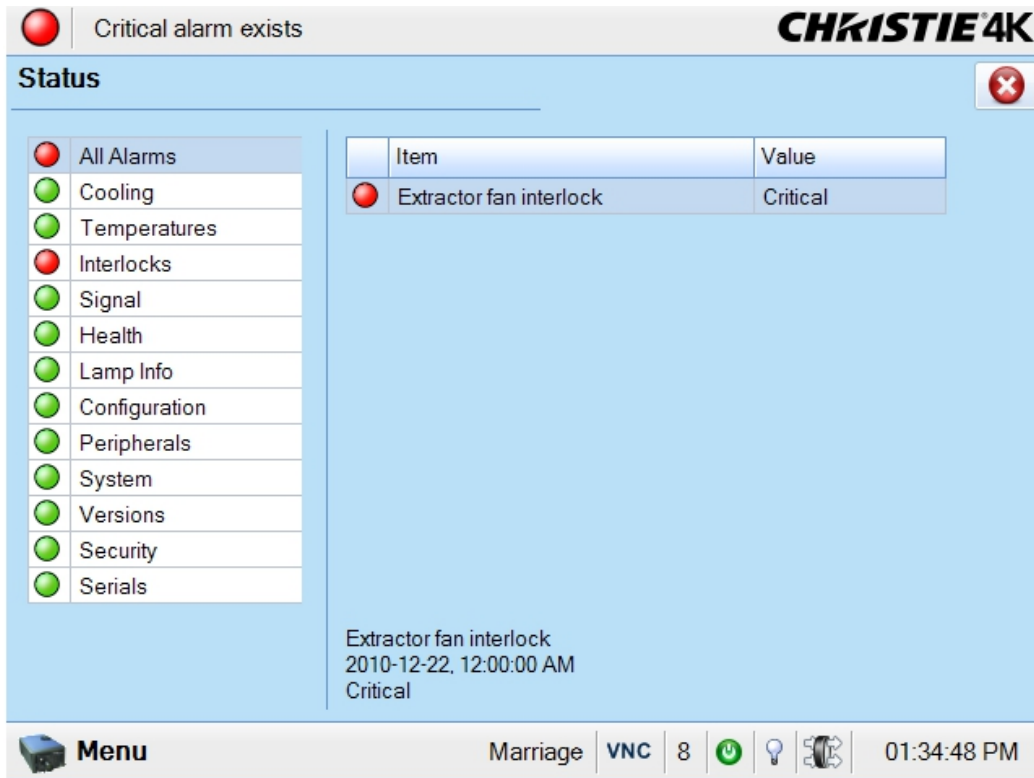 Critical alarm exists
CHRISTIE 4K
Status
All Alarms
Cooling
Temperatures
Interlocks
Signal
Health
Lamp Info
Configuration
Peripherals
System
Versions
Security
Serials
Item Value
Extractor fan interlock Critical
Extractor fan interlock
2010-12-22, 12:00:00 AM
Critical
Menu Marriage VNC 8 01:34:48 PM